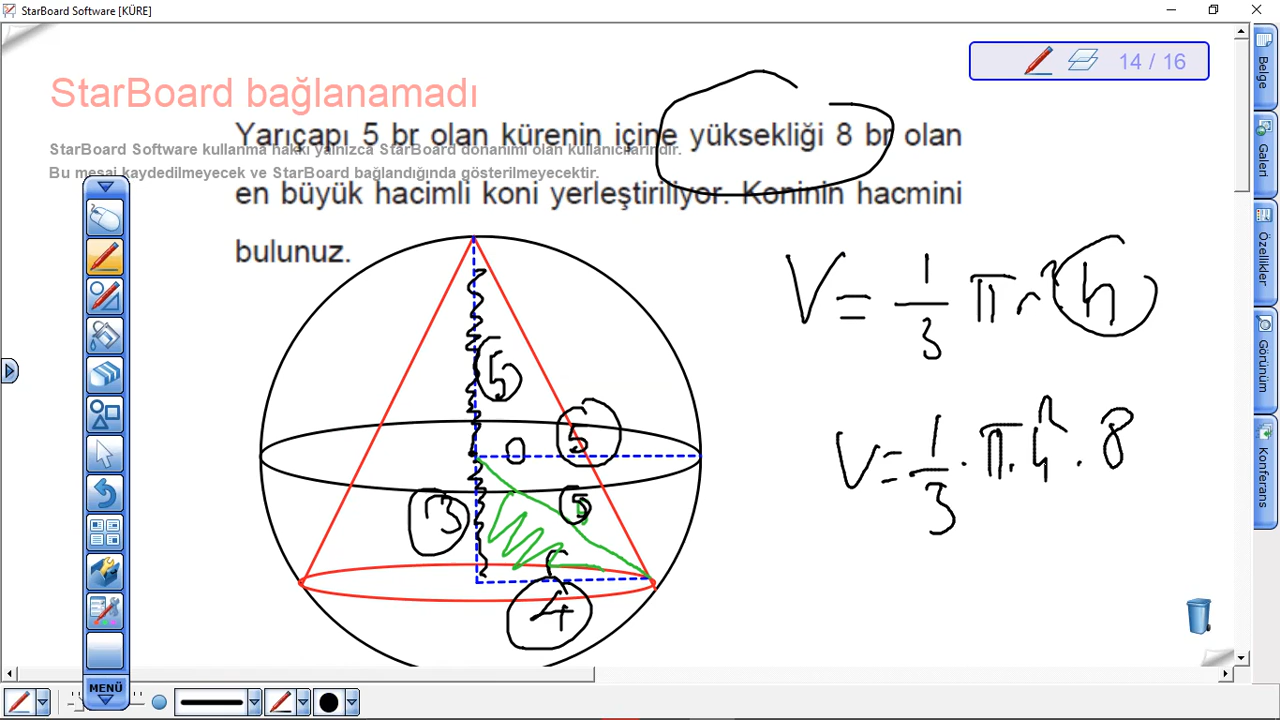 StarBoard Software [KÜRE]
14 / 16
StarBoard bağlanamadı
Yarıçapı 5 br olan kürenin içine yüksekliği 8 br olan
StarBoard Software kullanma hakkı yalnızca StarBoard donanımı olan kullanıcılarındır.
Bu mesaj kaydedilmeyecek ve StarBoard bağlandığında gösterilmeyecektir.
en büyük hacimli koni yerleştiriliyor. Koninin hacmini
bulunuz.
V = 1/3 π r² h
5
5
O
V = 1/3 . π . 4² . 8
3
5
r
4
MENÜ
Belge
Galeri
Özellikler
Görünüm
Konferans